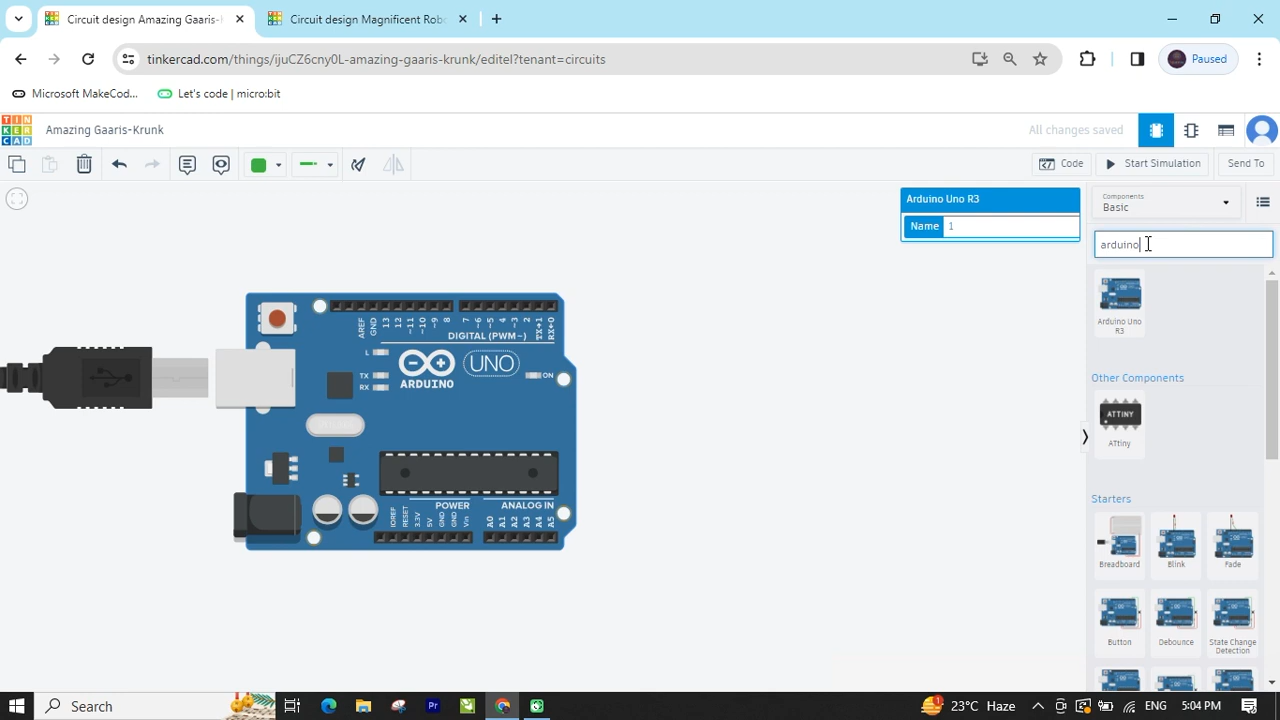 Circuit design Amazing Gaaris-
Circuit design Magnificent Robo
tinkercad.com/things/ijuCZ6cny0L-amazing-gaaris-krunk/editel?tenant=circuits
Paused
Microsoft MakeCod...
Let's code | micro:bit
TIN
KER
CAD
Amazing Gaaris-Krunk
All changes saved
Code
Start Simulation
Send To
Arduino Uno R3
Name 1
Components
Basic
arduino
Arduino Uno
R3
Other Components
ATTINY
ATtiny
Starters
Breadboard
Blink
Fade
Button
Debounce
State Change
Detection
AREF
GND
13
12
~11
~10
~9
8
7
~6
~5
4
~3
2
TX→1
RX←0
DIGITAL (PWM~)
L
TX
RX
ARDUINO
UNO
ON
POWER
ANALOG IN
IOREF
RESET
3.3V
5V
GND
GND
Vin
A0
A1
A2
A3
A4
A5
Search
Pr
1
23°C Haze
ENG
5:04 PM